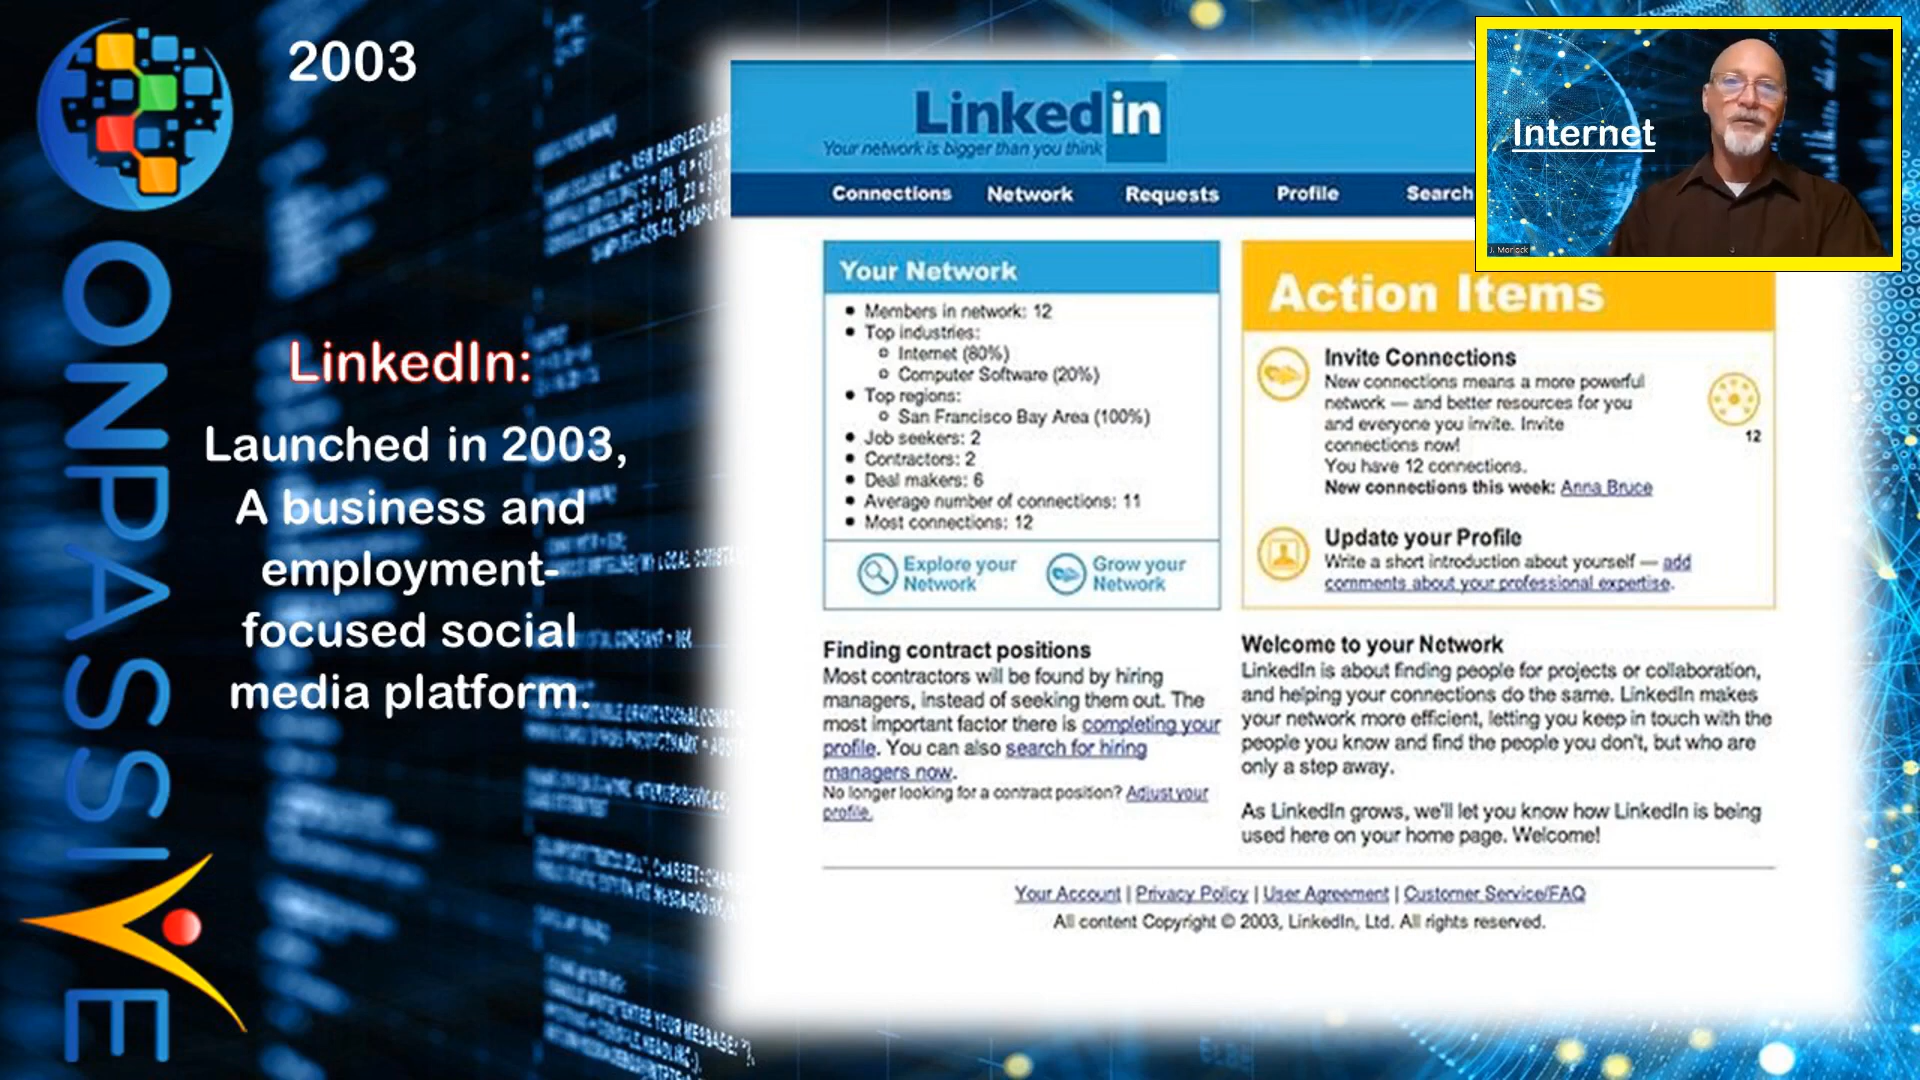 2003
ONPASSIVE
LinkedIn:
Launched in 2003,
A business and
employment-
focused social
media platform.
Linked in
Your network is bigger than you think
Connections Network Requests Profile Search
Internet
J. Morlock
Your Network
Members in network: 12
Top industries:
Internet (80%)
Computer Software (20%)
Top regions:
San Francisco Bay Area (100%)
Job seekers: 2
Contractors: 2
Deal makers: 6
Average number of connections: 11
Most connections: 12
Explore your
Network
Grow your
Network
Action Items
Invite Connections
New connections means a more powerful
network — and better resources for you
and everyone you invite. Invite
connections now!
You have 12 connections.
New connections this week: Anna Bruce
12
Update your Profile
Write a short introduction about yourself — add
comments about your professional expertise.
Finding contract positions
Most contractors will be found by hiring
managers, instead of seeking them out. The
most important factor there is completing your
profile. You can also search for hiring
managers now.
No longer looking for a contract position? Adjust your
profile.
Welcome to your Network
LinkedIn is about finding people for projects or collaboration,
and helping your connections do the same. LinkedIn makes
your network more efficient, letting you keep in touch with the
people you know and find the people you don't, but who are
only a step away.
As LinkedIn grows, we'll let you know how LinkedIn is being
used here on your home page. Welcome!
Your Account | Privacy Policy | User Agreement | Customer Service/FAQ
All content Copyright © 2003, LinkedIn, Ltd. All rights reserved.